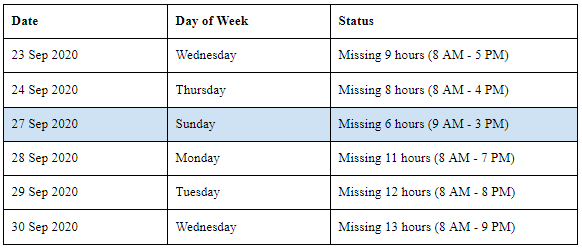 Date Day of Week Status
23 Sep 2020 Wednesday Missing 9 hours (8 AM - 5 PM)
24 Sep 2020 Thursday Missing 8 hours (8 AM - 4 PM)
27 Sep 2020 Sunday Missing 6 hours (9 AM - 3 PM)
28 Sep 2020 Monday Missing 11 hours (8 AM - 7 PM)
29 Sep 2020 Tuesday Missing 12 hours (8 AM - 8 PM)
30 Sep 2020 Wednesday Missing 13 hours (8 AM - 9 PM)